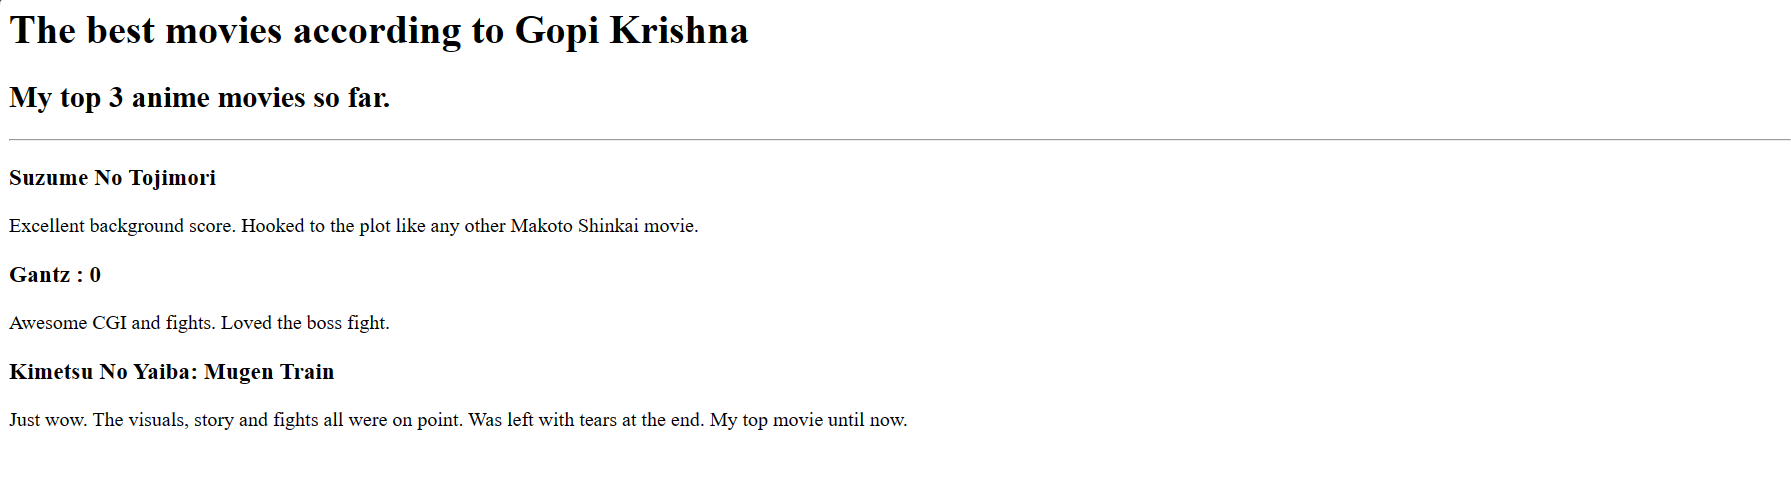 The best movies according to Gopi Krishna
My top 3 anime movies so far.
Suzume No Tojimori
Excellent background score. Hooked to the plot like any other Makoto Shinkai movie.
Gantz : 0
Awesome CGI and fights. Loved the boss fight.
Kimetsu No Yaiba: Mugen Train
Just wow. The visuals, story and fights all were on point. Was left with tears at the end. My top movie until now.